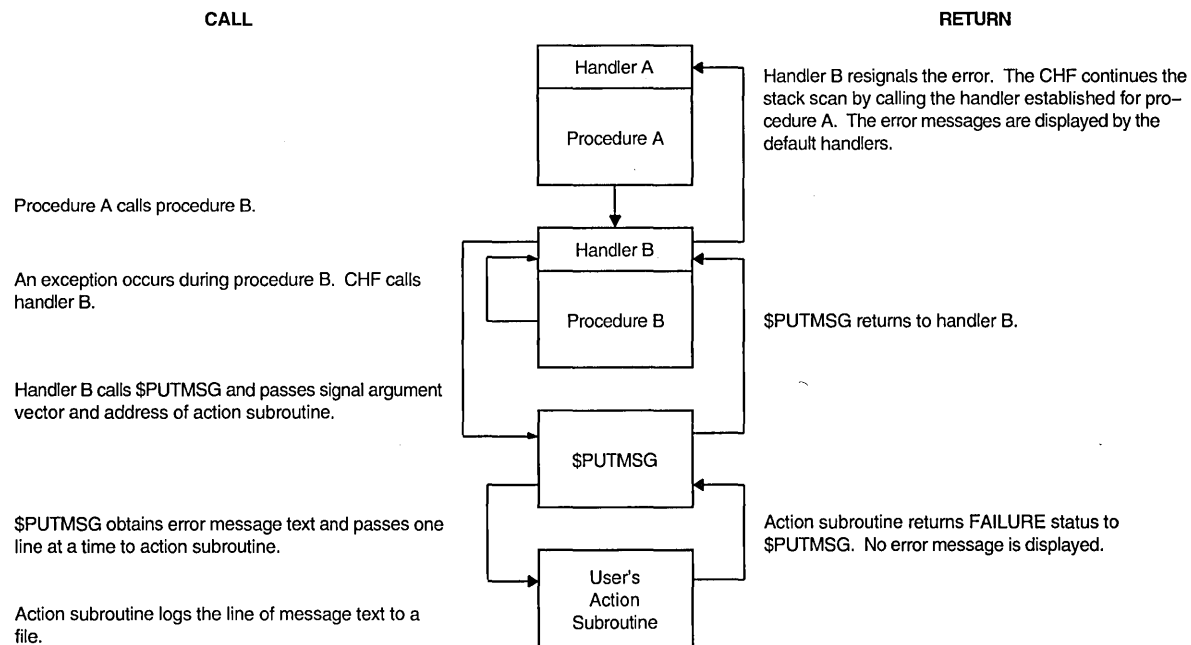 CALL
RETURN
Handler A
Procedure A
Handler B resignals the error. The CHF continues the
stack scan by calling the handler established for pro–
cedure A. The error messages are displayed by the
default handlers.
Procedure A calls procedure B.
Handler B
Procedure B
An exception occurs during procedure B. CHF calls
handler B.
$PUTMSG returns to handler B.
Handler B calls $PUTMSG and passes signal argument
vector and address of action subroutine.
$PUTMSG
$PUTMSG obtains error message text and passes one
line at a time to action subroutine.
Action subroutine returns FAILURE status to
$PUTMSG. No error message is displayed.
User's
Action
Subroutine
Action subroutine logs the line of message text to a
file.